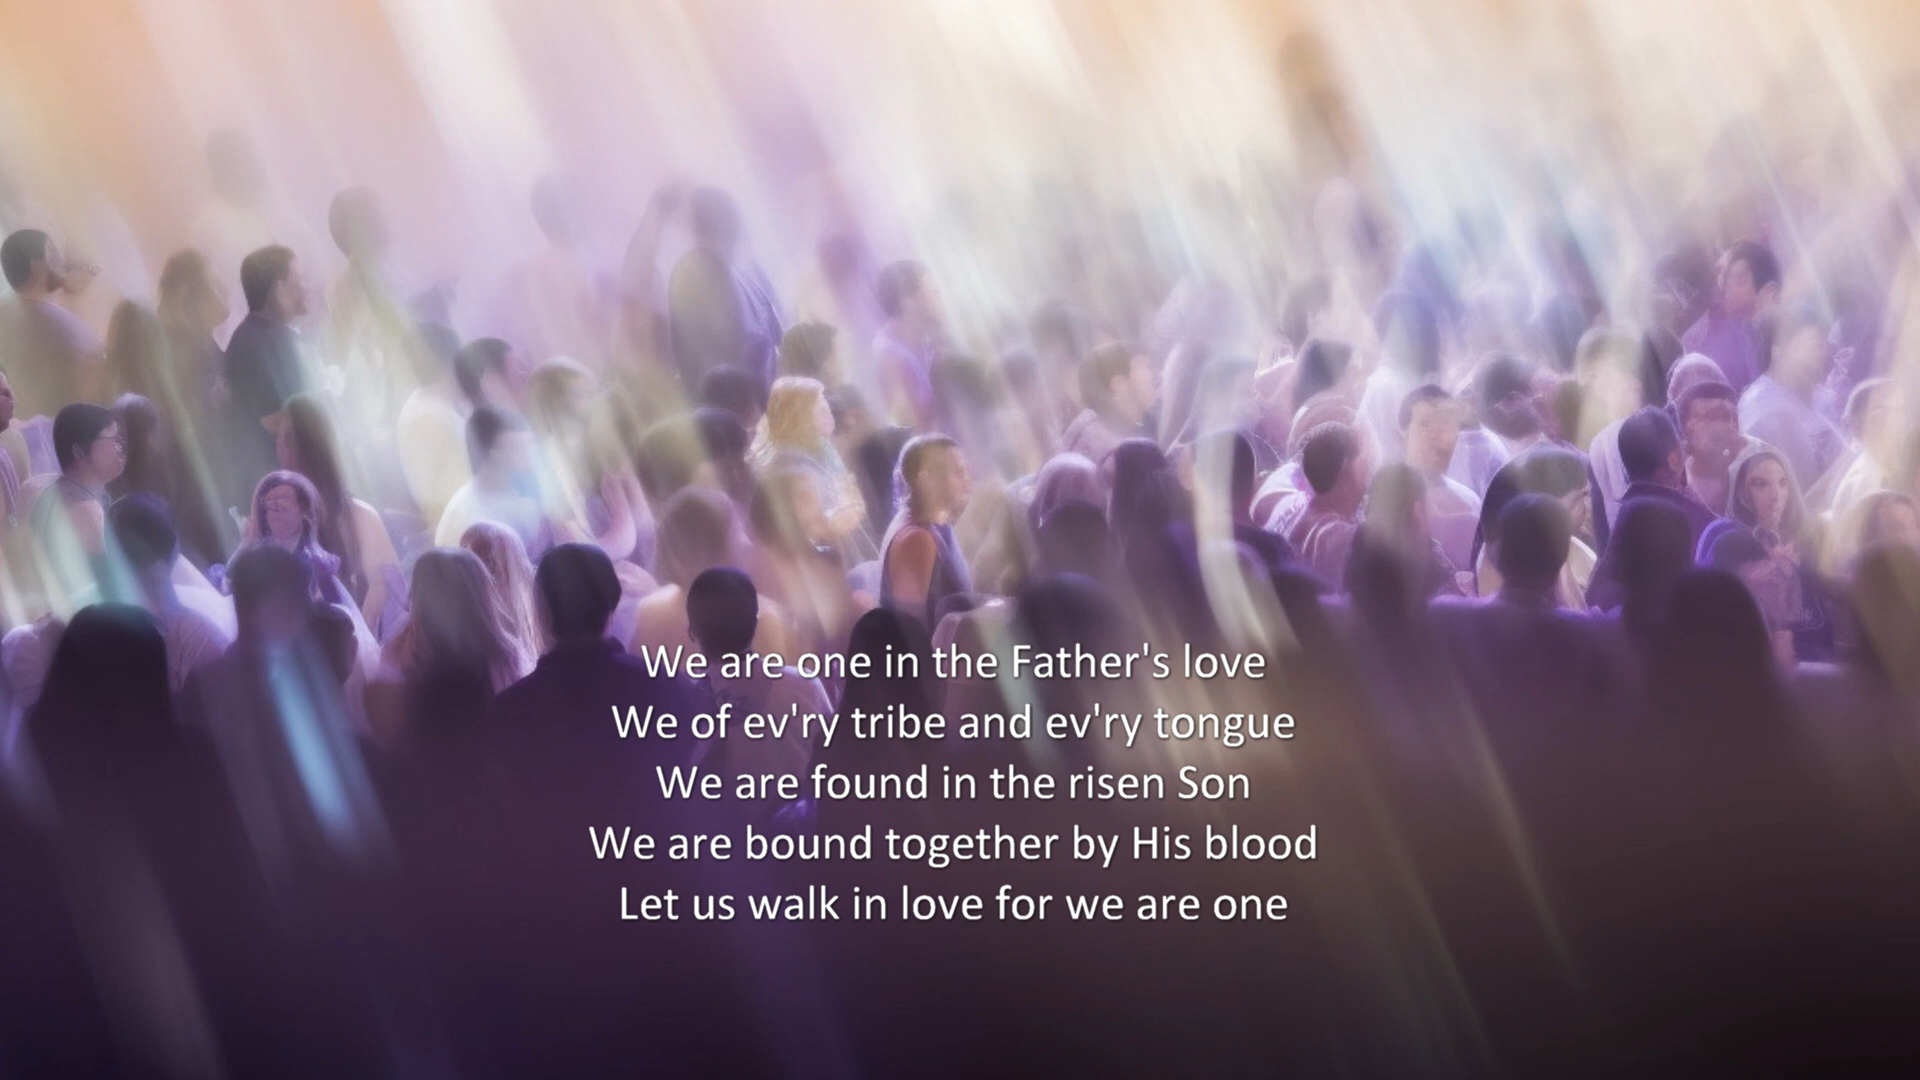 We are one in the Father's love
We of ev'ry tribe and ev'ry tongue
We are found in the risen Son
We are bound together by His blood
Let us walk in love for we are one